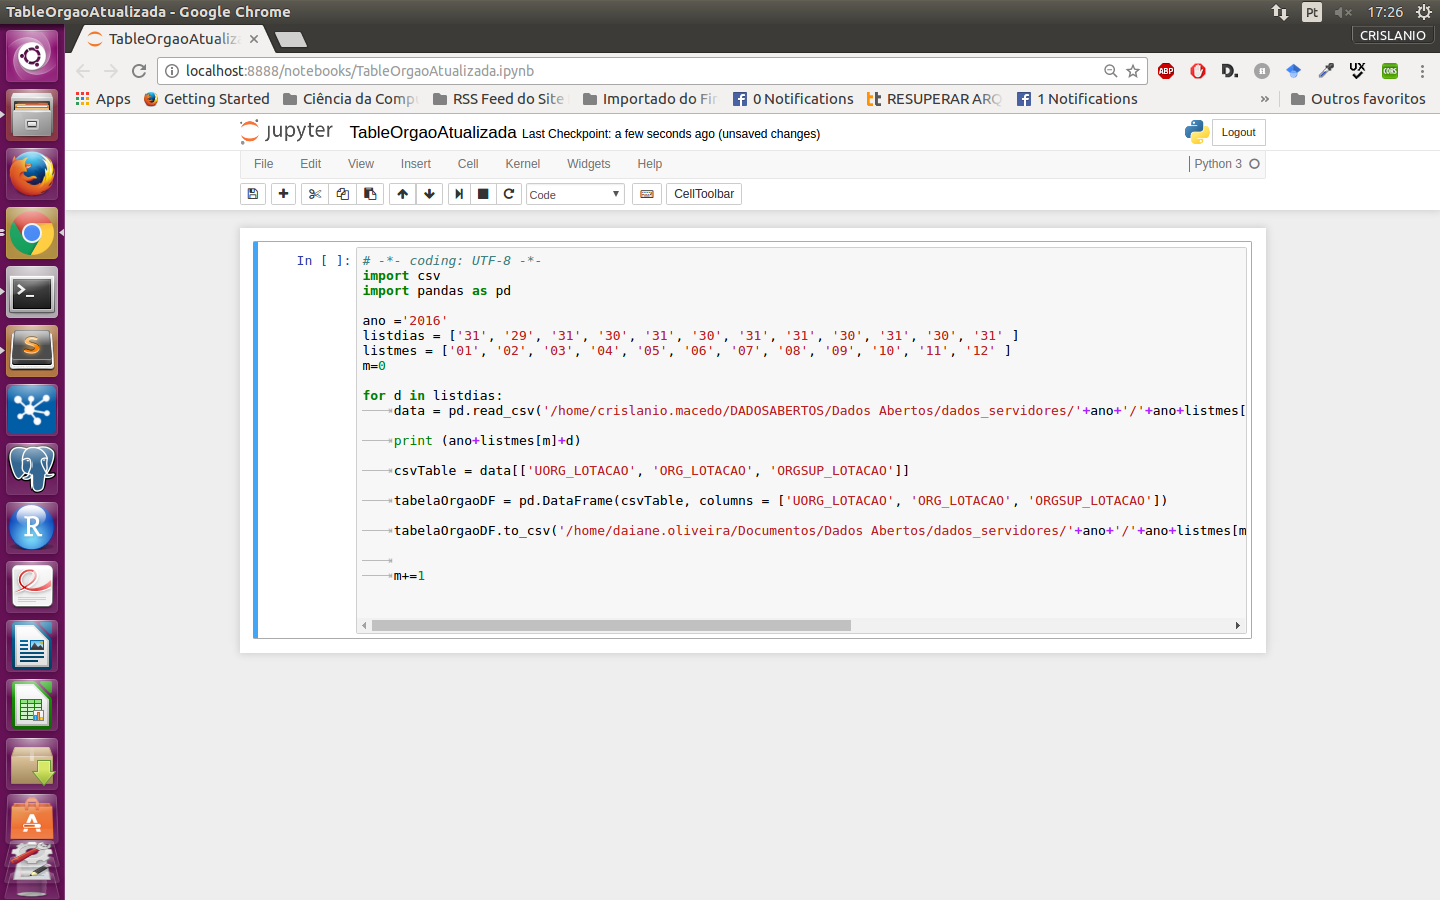 TableOrgaoAtualizada - Google Chrome
Pt
17:26
TableOrgaoAtualiz
CRISLANIO
localhost:8888/notebooks/TableOrgaoAtualizada.ipynb
ABP
D.
UX
CORS
Apps
Getting Started
Ciência da Comp
RSS Feed do Site
Importado do Fir
0 Notifications
RESUPERAR ARQ
1 Notifications
»
Outros favoritos
jupyter
TableOrgaoAtualizada Last Checkpoint: a few seconds ago (unsaved changes)
Logout
File
Edit
View
Insert
Cell
Kernel
Widgets
Help
Python 3
Code
CellToolbar
In [ ]:
# -*- coding: UTF-8 -*-
import csv
import pandas as pd
ano ='2016'
listdias = ['31', '29', '31', '30', '31', '30', '31', '31', '30', '31', '30', '31' ]
listmes = ['01', '02', '03', '04', '05', '06', '07', '08', '09', '10', '11', '12' ]
m=0
for d in listdias:
data = pd.read_csv('/home/crislanio.macedo/DADOSABERTOS/Dados Abertos/dados_servidores/'+ano+'/'+ano+listmes[
print (ano+listmes[m]+d)
csvTable = data[['UORG_LOTACAO', 'ORG_LOTACAO', 'ORGSUP_LOTACAO']]
tabelaOrgaoDF = pd.DataFrame(csvTable, columns = ['UORG_LOTACAO', 'ORG_LOTACAO', 'ORGSUP_LOTACAO'])
tabelaOrgaoDF.to_csv('/home/daiane.oliveira/Documentos/Dados Abertos/dados_servidores/'+ano+'/'+ano+listmes[m
m+=1